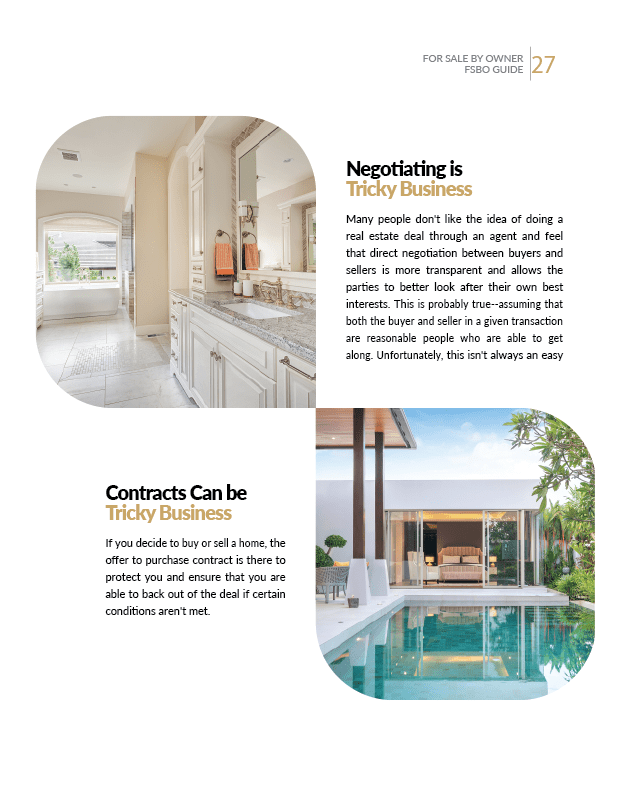 FOR SALE BY OWNER
FSBO GUIDE
27
Negotiating is
Tricky Business
Many people don't like the idea of doing a
real estate deal through an agent and feel
that direct negotiation between buyers and
sellers is more transparent and allows the
parties to better look after their own best
interests. This is probably true--assuming that
both the buyer and seller in a given transaction
are reasonable people who are able to get
along. Unfortunately, this isn't always an easy
Contracts Can be
Tricky Business
If you decide to buy or sell a home, the
offer to purchase contract is there to
protect you and ensure that you are
able to back out of the deal if certain
conditions aren't met.